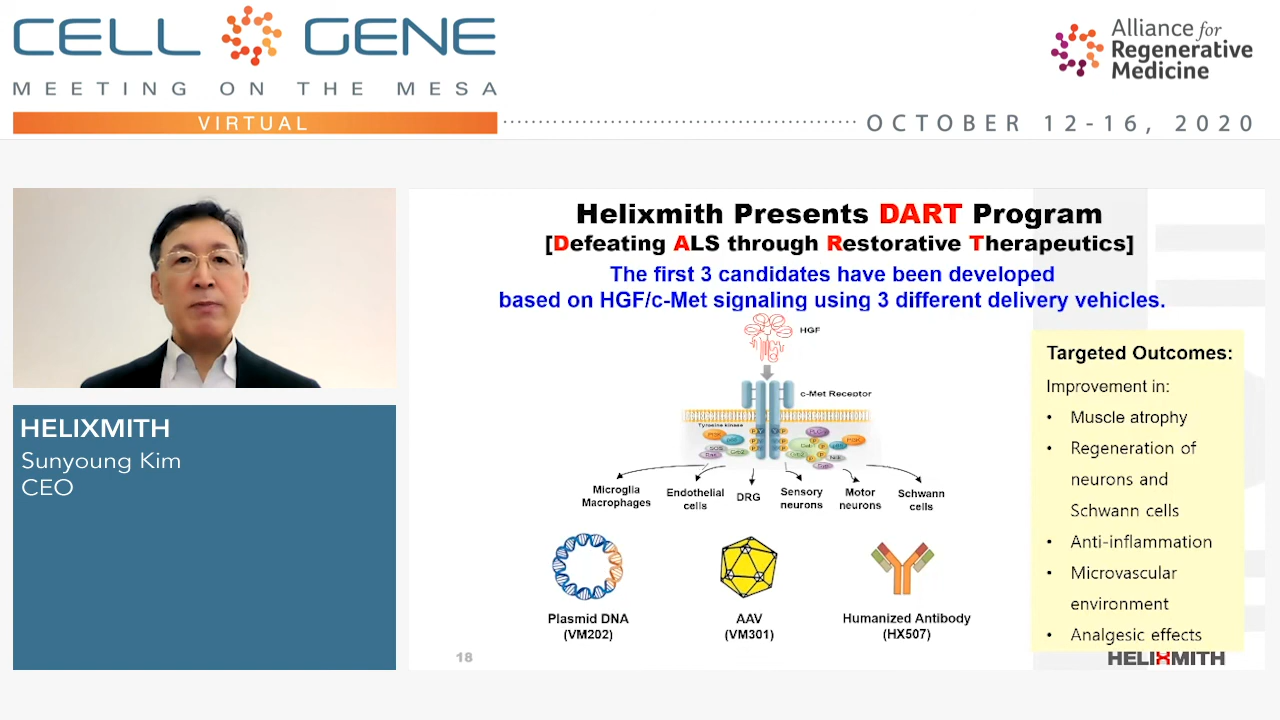 CELL GENE
MEETING ON THE MESA
VIRTUAL
Alliance for
Regenerative
Medicine
OCTOBER 12-16, 2020
HELIXMITH
Sunyoung Kim
CEO
Helixmith Presents DART Program
[Defeating ALS through Restorative Therapeutics]
The first 3 candidates have been developed
based on HGF/c-Met signaling using 3 different delivery vehicles.
HGF
c-Met Receptor
Tyrosine kinase
Microglia
Macrophages
Endothelial
cells
DRG
Sensory
neurons
Motor
neurons
Schwann
cells
Plasmid DNA
(VM202)
AAV
(VM301)
Humanized Antibody
(HX507)
Targeted Outcomes:
Improvement in:
• Muscle atrophy
• Regeneration of
neurons and
Schwann cells
• Anti-inflammation
• Microvascular
environment
• Analgesic effects
18
HELIXMITH